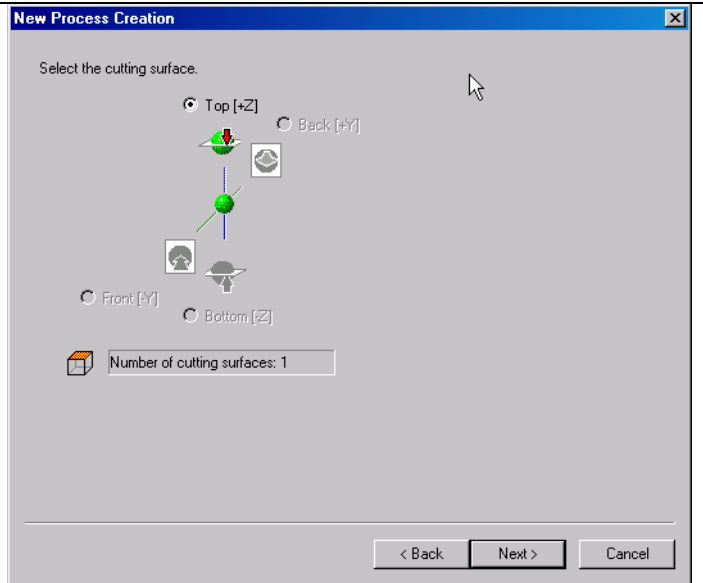 New Process Creation
Select the cutting surface.
Top [+Z]
Back [+Y]
Front [-Y]
Bottom [-Z]
Number of cutting surfaces: 1
< Back
Next >
Cancel